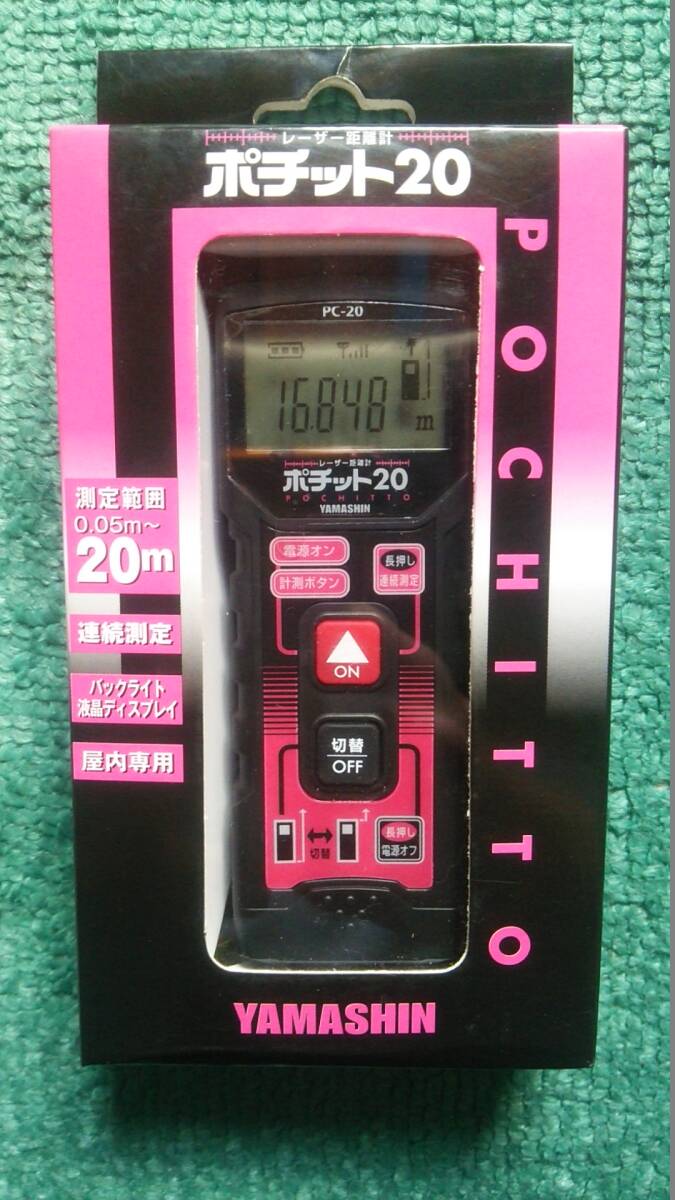 レーザー距離計
ポチット20
POCHITTO
PC-20
16.848 m
レーザー距離計
ポチット20
POCHITTO
YAMASHIN
測定範囲
0.05m~
20m
連続測定
バックライト
液晶ディスプレイ
屋内専用
電源オン
計測ボタン
長押し
連続測定
ON
切替
OFF
切替
長押し
電源オフ
YAMASHIN